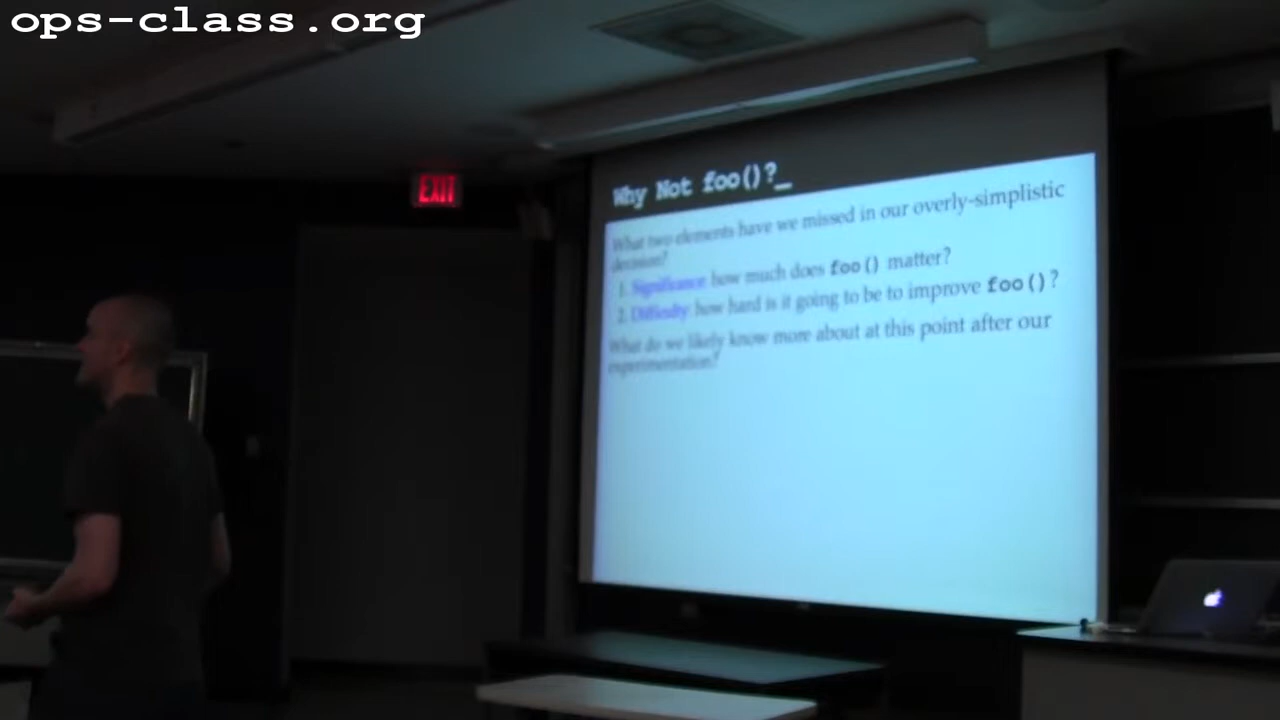 ops-class.org
EXIT
Why Not foo()?_
What two elements have we missed in our overly-simplistic
decision?
1. Significance: how much does foo() matter?
2. Difficulty: how hard is it going to be to improve foo()?
What do we likely know more about at this point after our
experimentation?